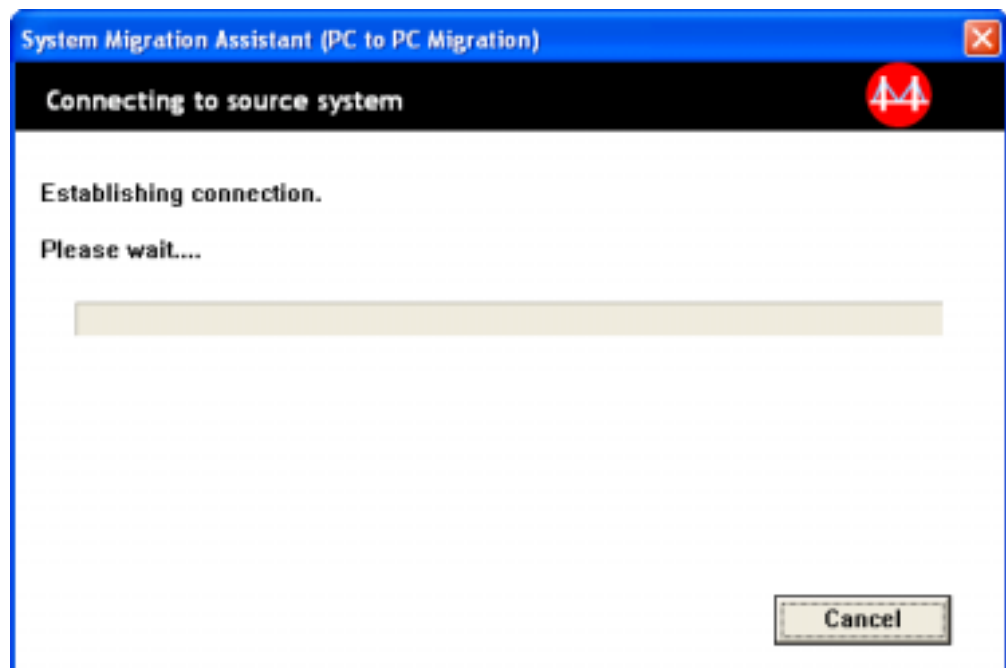 System Migration Assistant (PC to PC Migration)
Connecting to source system
Establishing connection.
Please wait....
Cancel